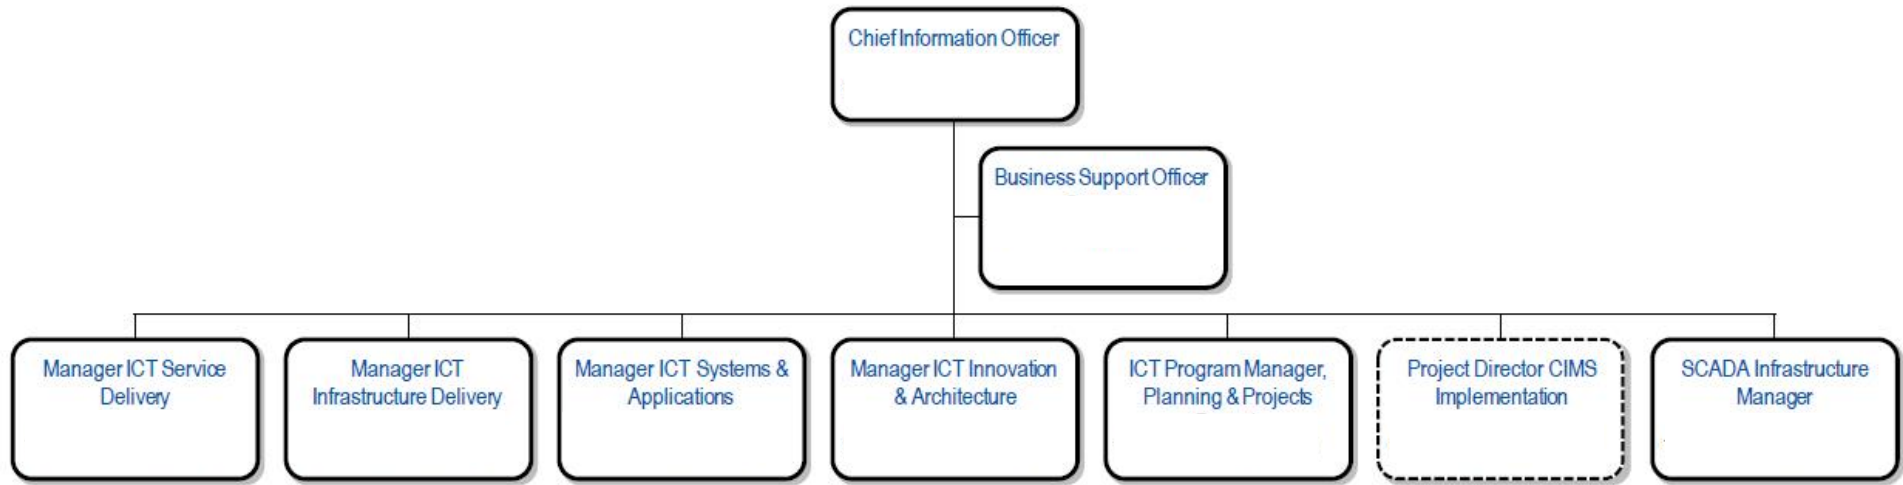 Chief Information Officer
Business Support Officer
Manager ICT Service
Delivery
Manager ICT
Infrastructure Delivery
Manager ICT Systems &
Applications
Manager ICT Innovation
& Architecture
ICT Program Manager,
Planning & Projects
Project Director CIMS
Implementation
SCADA Infrastructure
Manager